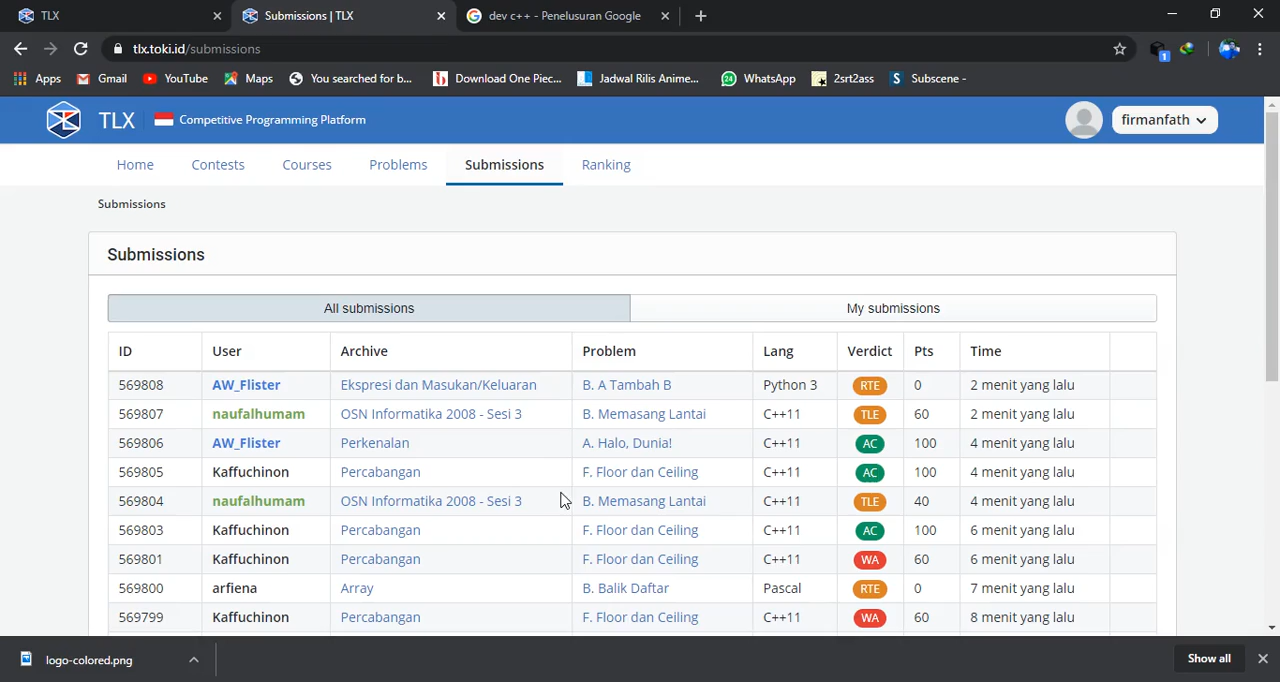 TLX
Submissions | TLX
dev c++ - Penelusuran Google
tlx.toki.id/submissions
Apps
Gmail
YouTube
Maps
You searched for b...
Download One Piec...
Jadwal Rilis Anime...
24
WhatsApp
2srt2ass
S
Subscene -
1
TLX
Competitive Programming Platform
firmanfath
Home
Contests
Courses
Problems
Submissions
Ranking
Submissions
Submissions
All submissions
My submissions
ID User Archive Problem Lang Verdict Pts Time
569808 AW_Flister Ekspresi dan Masukan/Keluaran B. A Tambah B Python 3 RTE 0 2 menit yang lalu
569807 naufalhumam OSN Informatika 2008 - Sesi 3 B. Memasang Lantai C++11 TLE 60 2 menit yang lalu
569806 AW_Flister Perkenalan A. Halo, Dunia! C++11 AC 100 4 menit yang lalu
569805 Kaffuchinon Percabangan F. Floor dan Ceiling C++11 AC 100 4 menit yang lalu
569804 naufalhumam OSN Informatika 2008 - Sesi 3 B. Memasang Lantai C++11 TLE 40 4 menit yang lalu
569803 Kaffuchinon Percabangan F. Floor dan Ceiling C++11 AC 100 6 menit yang lalu
569801 Kaffuchinon Percabangan F. Floor dan Ceiling C++11 WA 60 6 menit yang lalu
569800 arfiena Array B. Balik Daftar Pascal RTE 0 7 menit yang lalu
569799 Kaffuchinon Percabangan F. Floor dan Ceiling C++11 WA 60 8 menit yang lalu
logo-colored.png
Show all